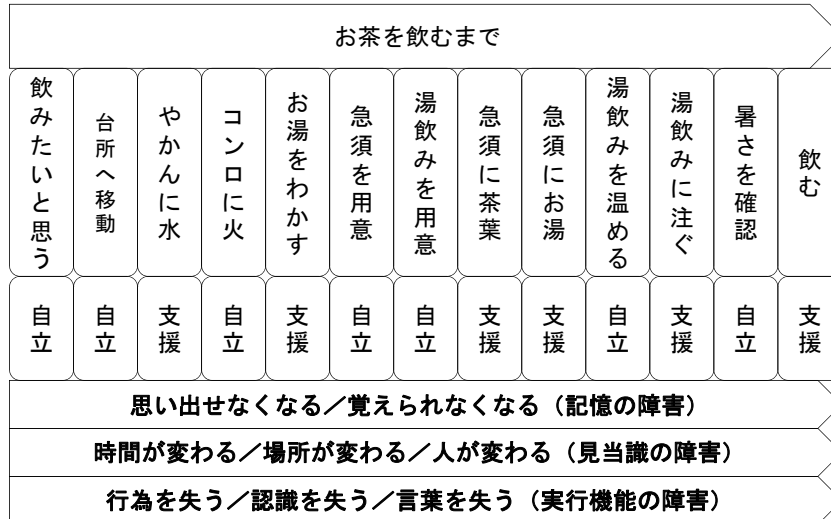 お茶を飲むまで
飲みたいと思う
台所へ移動
やかんに水
コンロに火
お湯をわかす
急須を用意
湯飲みを用意
急須に茶葉
急須にお湯
湯飲みを温める
湯飲みに注ぐ
暑さを確認
飲む
自立
自立
支援
自立
支援
自立
自立
支援
支援
自立
支援
自立
支援
思い出せなくなる／覚えられなくなる（記憶の障害）
時間が変わる／場所が変わる／人が変わる（見当識の障害）
行為を失う／認識を失う／言葉を失う（実行機能の障害）